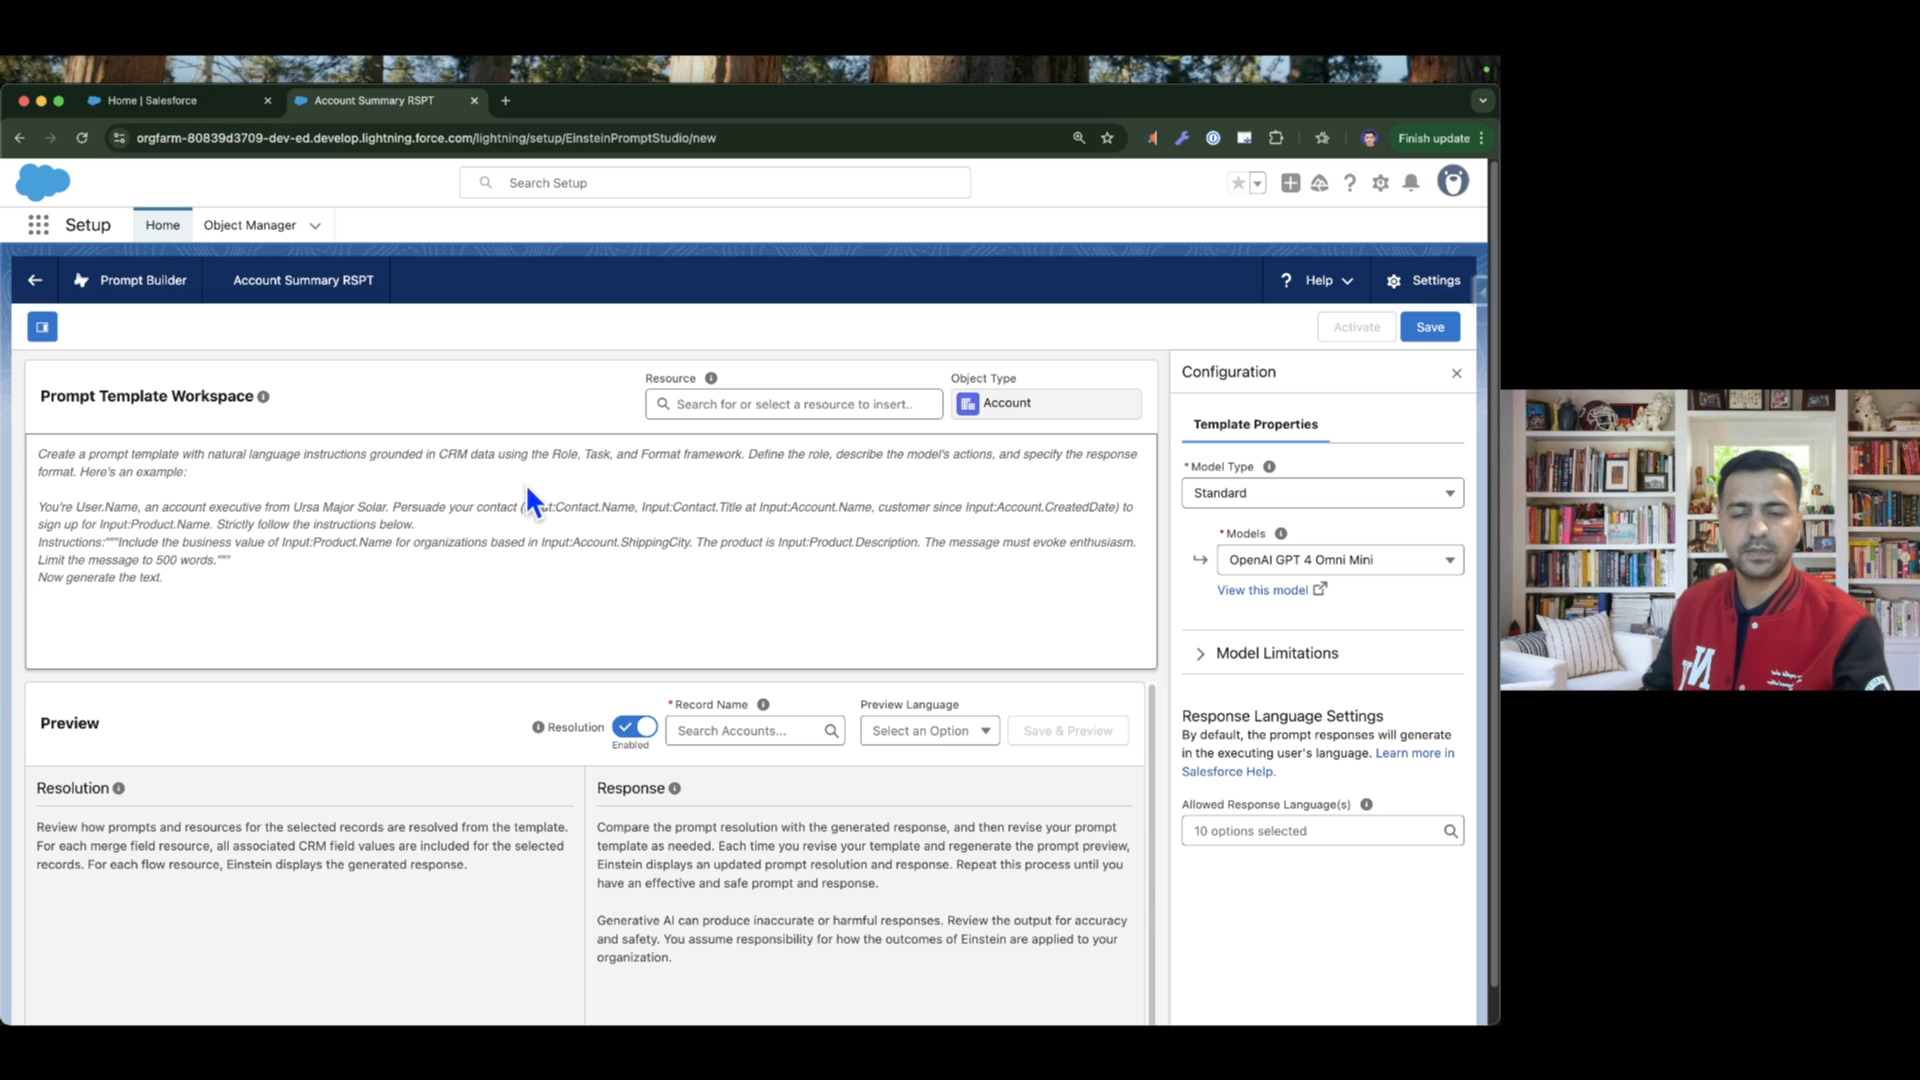 Home | Salesforce
Account Summary RSPT
orgfarm-80839d3709-dev-ed.develop.lightning.force.com/lightning/setup/EinsteinPromptStudio/new
Finish update
Search Setup
Setup
Home
Object Manager
Prompt Builder
Account Summary RSPT
Help
Settings
Activate
Save
Prompt Template Workspace
Resource
Search for or select a resource to insert..
Object Type
Account
Create a prompt template with natural language instructions grounded in CRM data using the Role, Task, and Format framework. Define the role, describe the model's actions, and specify the response
format. Here's an example:
You're User.Name, an account executive from Ursa Major Solar. Persuade your contact (Input:Contact.Name, Input:Contact.Title at Input:Account.Name, customer since Input:Account.CreatedDate) to
sign up for Input:Product.Name. Strictly follow the instructions below.
Instructions:"""Include the business value of Input:Product.Name for organizations based in Input:Account.ShippingCity. The product is Input:Product.Description. The message must evoke enthusiasm.
Limit the message to 500 words."""
Now generate the text.
Preview
Resolution
Enabled
* Record Name
Search Accounts...
Preview Language
Select an Option
Save & Preview
Resolution
Review how prompts and resources for the selected records are resolved from the template.
For each merge field resource, all associated CRM field values are included for the selected
records. For each flow resource, Einstein displays the generated response.
Response
Compare the prompt resolution with the generated response, and then revise your prompt
template as needed. Each time you revise your template and regenerate the prompt preview,
Einstein displays an updated prompt resolution and response. Repeat this process until you
have an effective and safe prompt and response.
Generative AI can produce inaccurate or harmful responses. Review the output for accuracy
and safety. You assume responsibility for how the outcomes of Einstein are applied to your
organization.
Configuration
Template Properties
* Model Type
Standard
* Models
OpenAI GPT 4 Omni Mini
View this model
Model Limitations
Response Language Settings
By default, the prompt responses will generate
in the executing user's language. Learn more in
Salesforce Help.
Allowed Response Language(s)
10 options selected